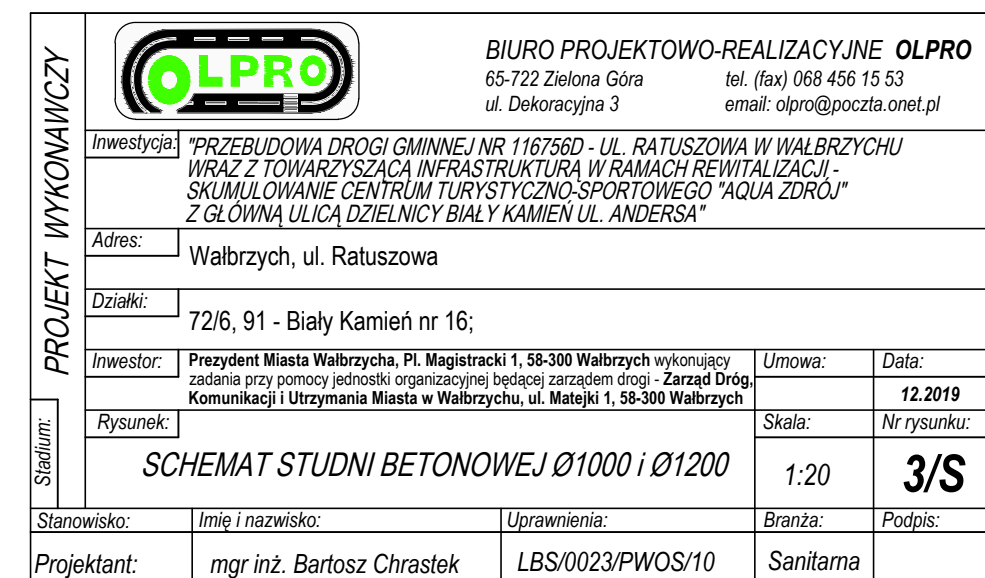 PROJEKT WYKONAWCZY
Stadium:
OLPRO
BIURO PROJEKTOWO-REALIZACYJNE OLPRO
65-722 Zielona Góra tel. (fax) 068 456 15 53
ul. Dekoracyjna 3 email: olpro@poczta.onet.pl
Inwestycja:
"PRZEBUDOWA DROGI GMINNEJ NR 116756D - UL. RATUSZOWA W WAŁBRZYCHU
WRAZ Z TOWARZYSZĄCĄ INFRASTRUKTURĄ W RAMACH REWITALIZACJI -
SKUMULOWANIE CENTRUM TURYSTYCZNO-SPORTOWEGO "AQUA ZDRÓJ"
Z GŁÓWNĄ ULICĄ DZIELNICY BIAŁY KAMIEŃ UL. ANDERSA"
Adres:
Wałbrzych, ul. Ratuszowa
Działki:
72/6, 91 - Biały Kamień nr 16;
Inwestor:
Prezydent Miasta Wałbrzycha, Pl. Magistracki 1, 58-300 Wałbrzych wykonujący
zadania przy pomocy jednostki organizacyjnej będącej zarządem drogi - Zarząd Dróg,
Komunikacji i Utrzymania Miasta w Wałbrzychu, ul. Matejki 1, 58-300 Wałbrzych
Umowa: Data:
12.2019
Rysunek: Skala: Nr rysunku:
SCHEMAT STUDNI BETONOWEJ Ø1000 i Ø1200 1:20 3/S
Stanowisko: Imię i nazwisko: Uprawnienia: Branża: Podpis:
Projektant: mgr inż. Bartosz Chrastek LBS/0023/PWOS/10 Sanitarna